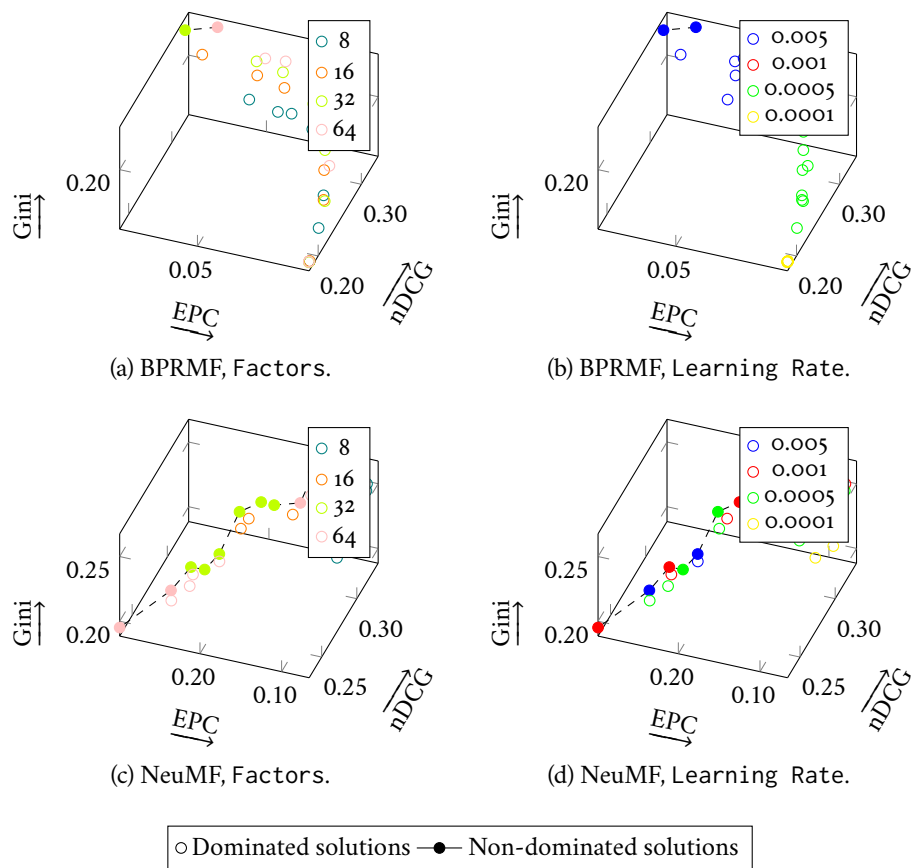 8
16
32
64
0.20
Gini
0.05
EPC
0.20
0.30
nDCG
(a) BPRMF, Factors.
0.005
0.001
0.0005
0.0001
0.20
Gini
0.05
EPC
0.20
0.30
nDCG
(b) BPRMF, Learning Rate.
8
16
32
64
0.25
0.20
Gini
0.20
0.10
EPC
0.25
0.30
nDCG
(c) NeuMF, Factors.
0.005
0.001
0.0005
0.0001
0.25
0.20
Gini
0.20
0.10
EPC
0.25
0.30
nDCG
(d) NeuMF, Learning Rate.
Dominated solutions Non-dominated solutions